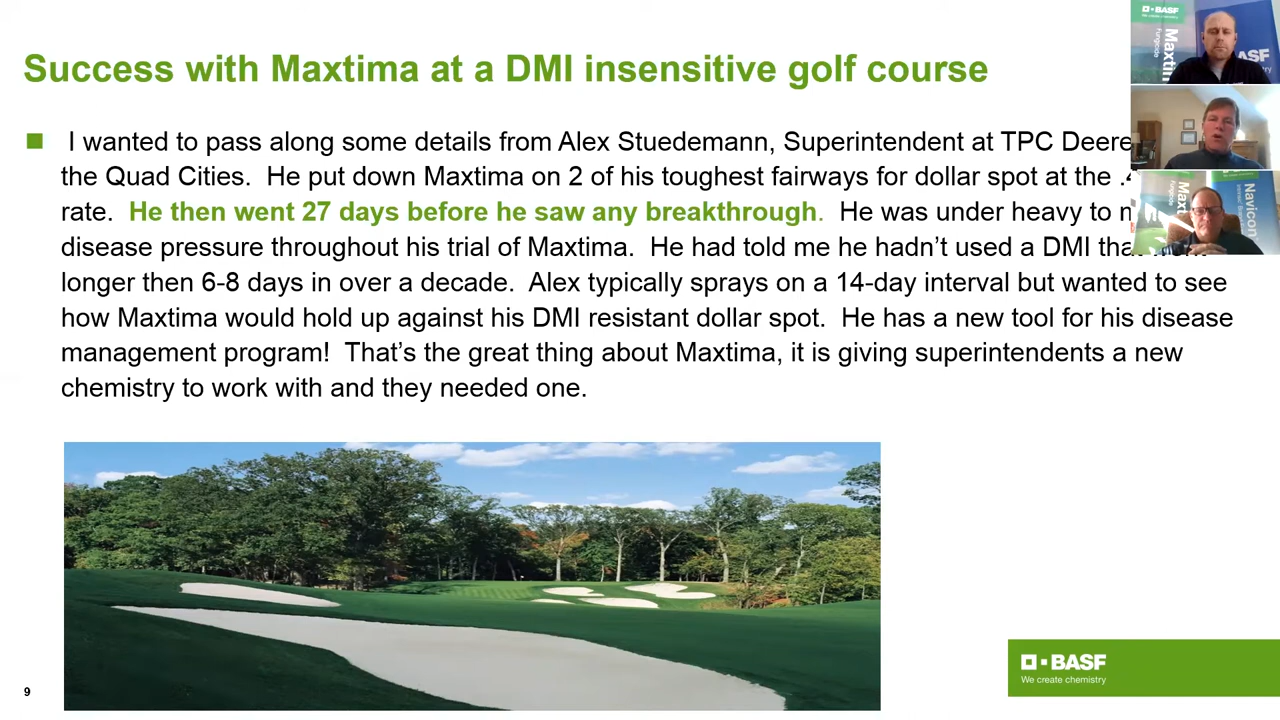 Success with Maxtima at a DMI insensitive golf course
I wanted to pass along some details from Alex Stuedemann, Superintendent at TPC Deere
the Quad Cities.  He put down Maxtima on 2 of his toughest fairways for dollar spot at the
rate.  He then went 27 days before he saw any breakthrough.  He was under heavy to
disease pressure throughout his trial of Maxtima.  He had told me he hadn’t used a DMI
longer then 6-8 days in over a decade.  Alex typically sprays on a 14-day interval but wanted to see
how Maxtima would hold up against his DMI resistant dollar spot.  He has a new tool for his disease
management program!  That’s the great thing about Maxtima, it is giving superintendents a new
chemistry to work with and they needed one.
BASF
We create chemistry
9
BASF
We create chemistry
Fungicide
Navicon